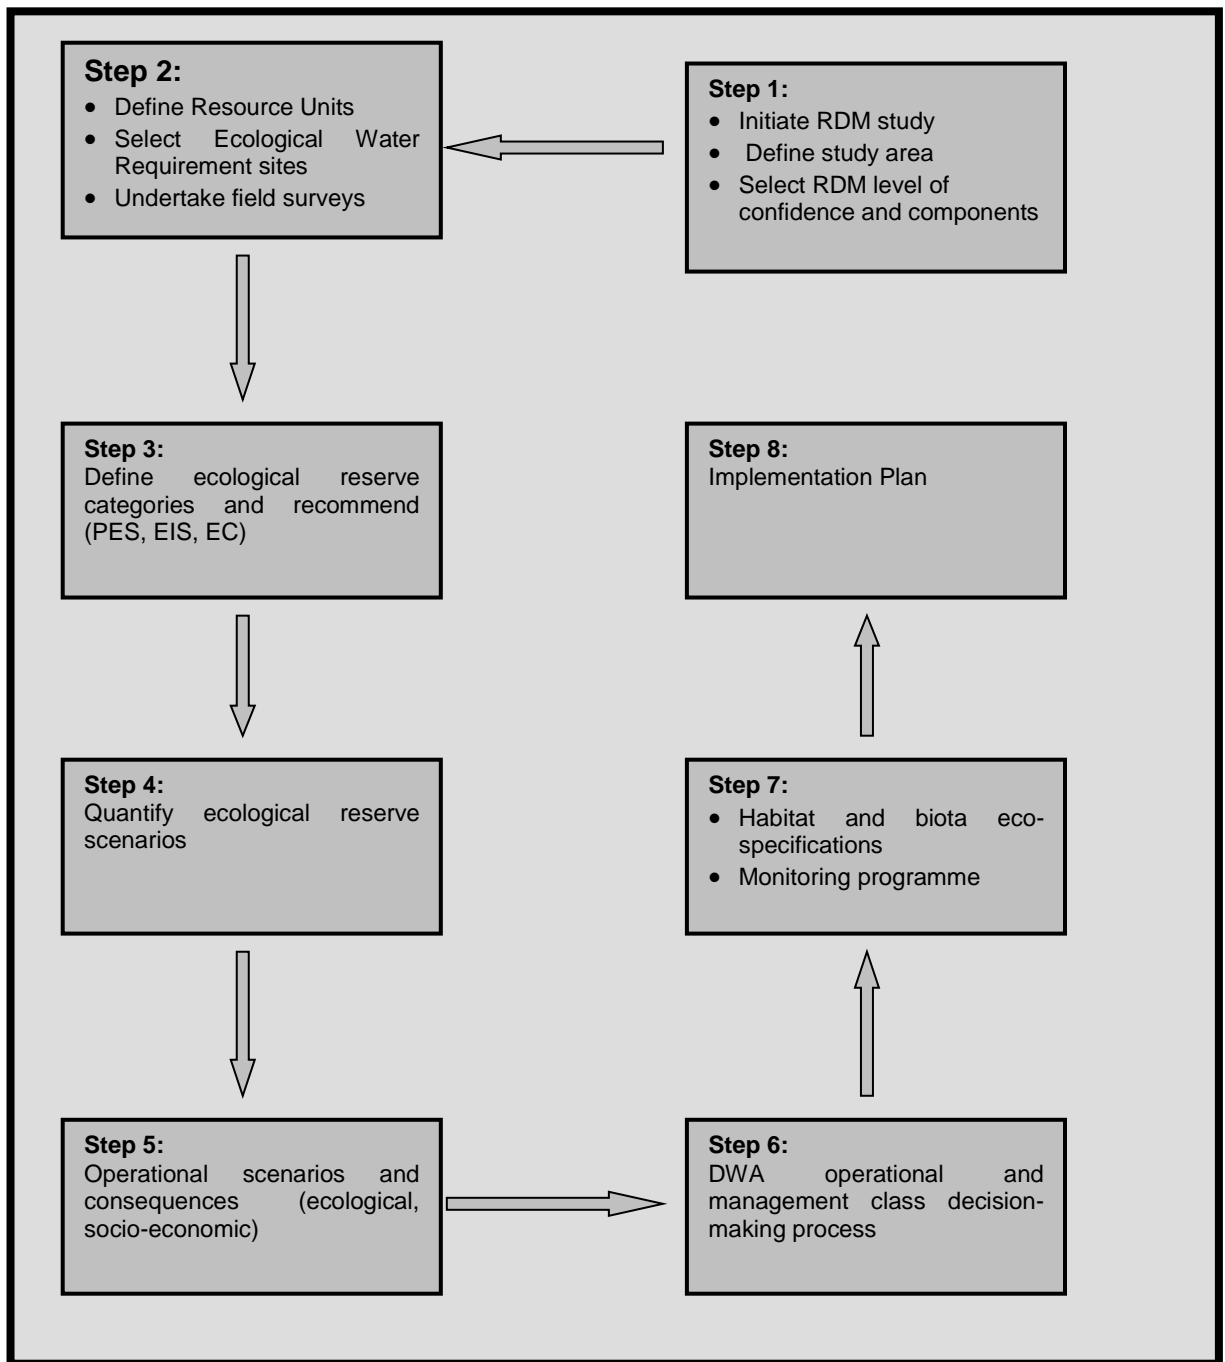 Step 1:
• Initiate RDM study
• Define study area
• Select RDM level of
confidence and components
Step 2:
• Define Resource Units
• Select Ecological Water
Requirement sites
• Undertake field surveys
Step 3:
Define ecological reserve
categories and recommend
(PES, EIS, EC)
Step 4:
Quantify ecological reserve
scenarios
Step 5:
Operational scenarios and
consequences (ecological,
socio-economic)
Step 6:
DWA operational and
management class decision-
making process
Step 7:
• Habitat and biota eco-
specifications
• Monitoring programme
Step 8:
Implementation Plan